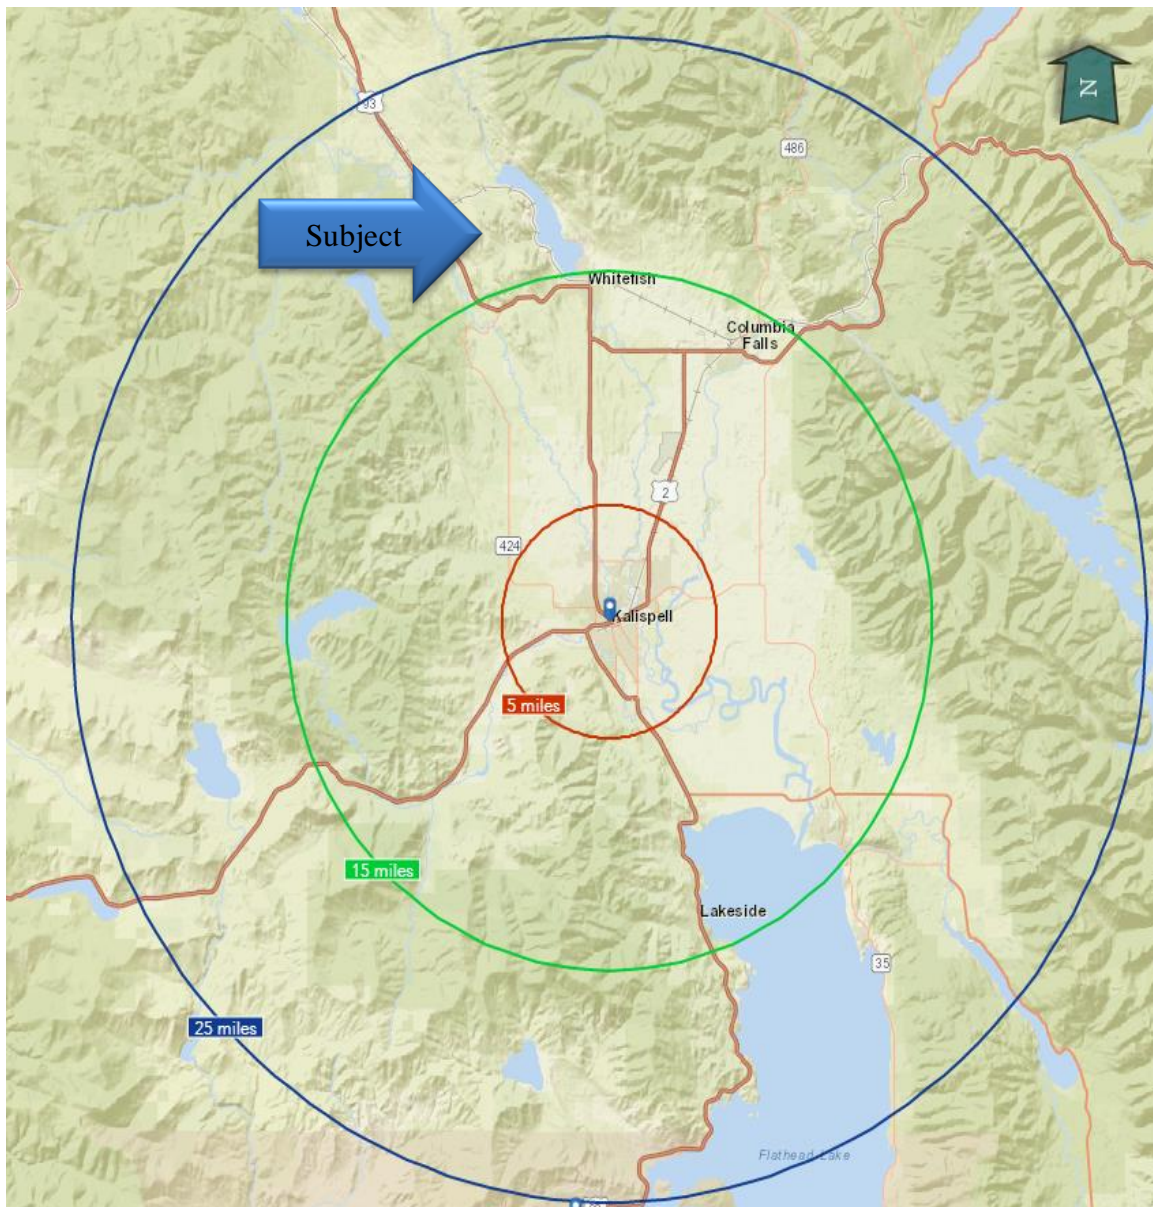 N
93
486
Subject
Whitefish
Columbia
Falls
2
424
Kalispell
5 miles
15 miles
Lakeside
35
25 miles
Flathead Lake